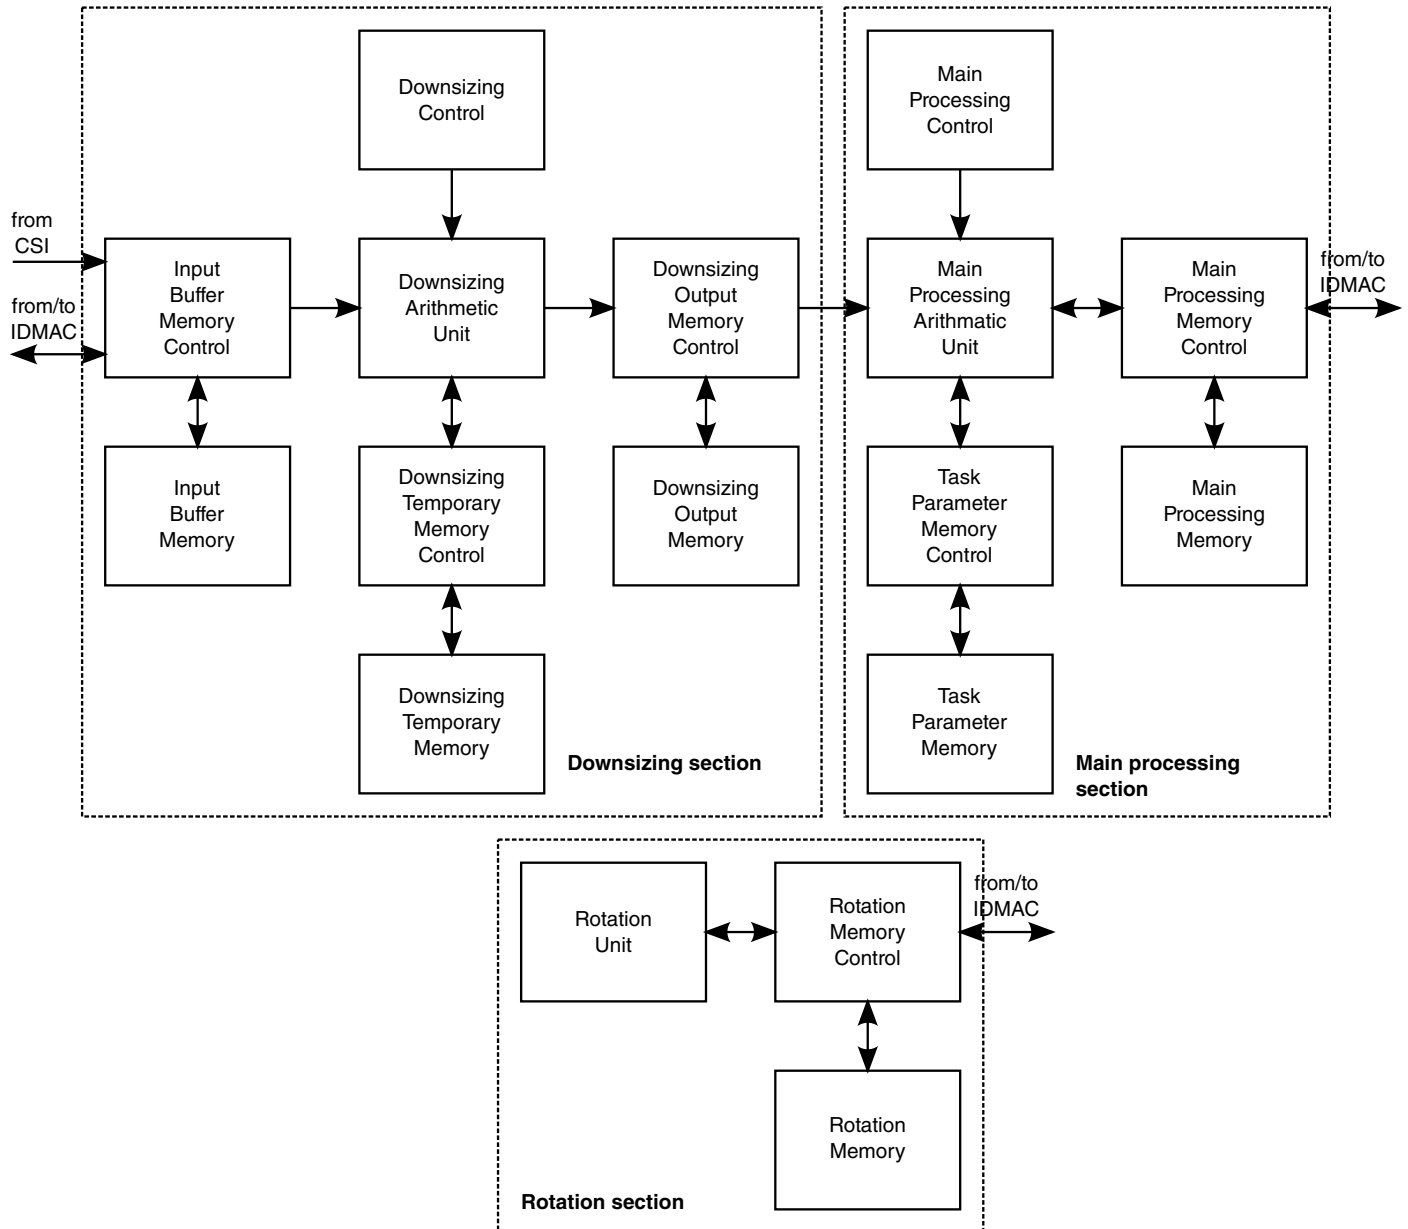 Downsizing
Control
Main
Processing
Control
from
CSI
from/to
IDMAC
Input
Buffer
Memory
Control
Downsizing
Arithmetic
Unit
Downsizing
Output
Memory
Control
Main
Processing
Arithmatic
Unit
Main
Processing
Memory
Control
from/to
IDMAC
Input
Buffer
Memory
Downsizing
Temporary
Memory
Control
Downsizing
Output
Memory
Task
Parameter
Memory
Control
Main
Processing
Memory
Downsizing
Temporary
Memory
Downsizing section
Task
Parameter
Memory
Main processing
section
Rotation
Unit
Rotation
Memory
Control
from/to
IDMAC
Rotation
Memory
Rotation section